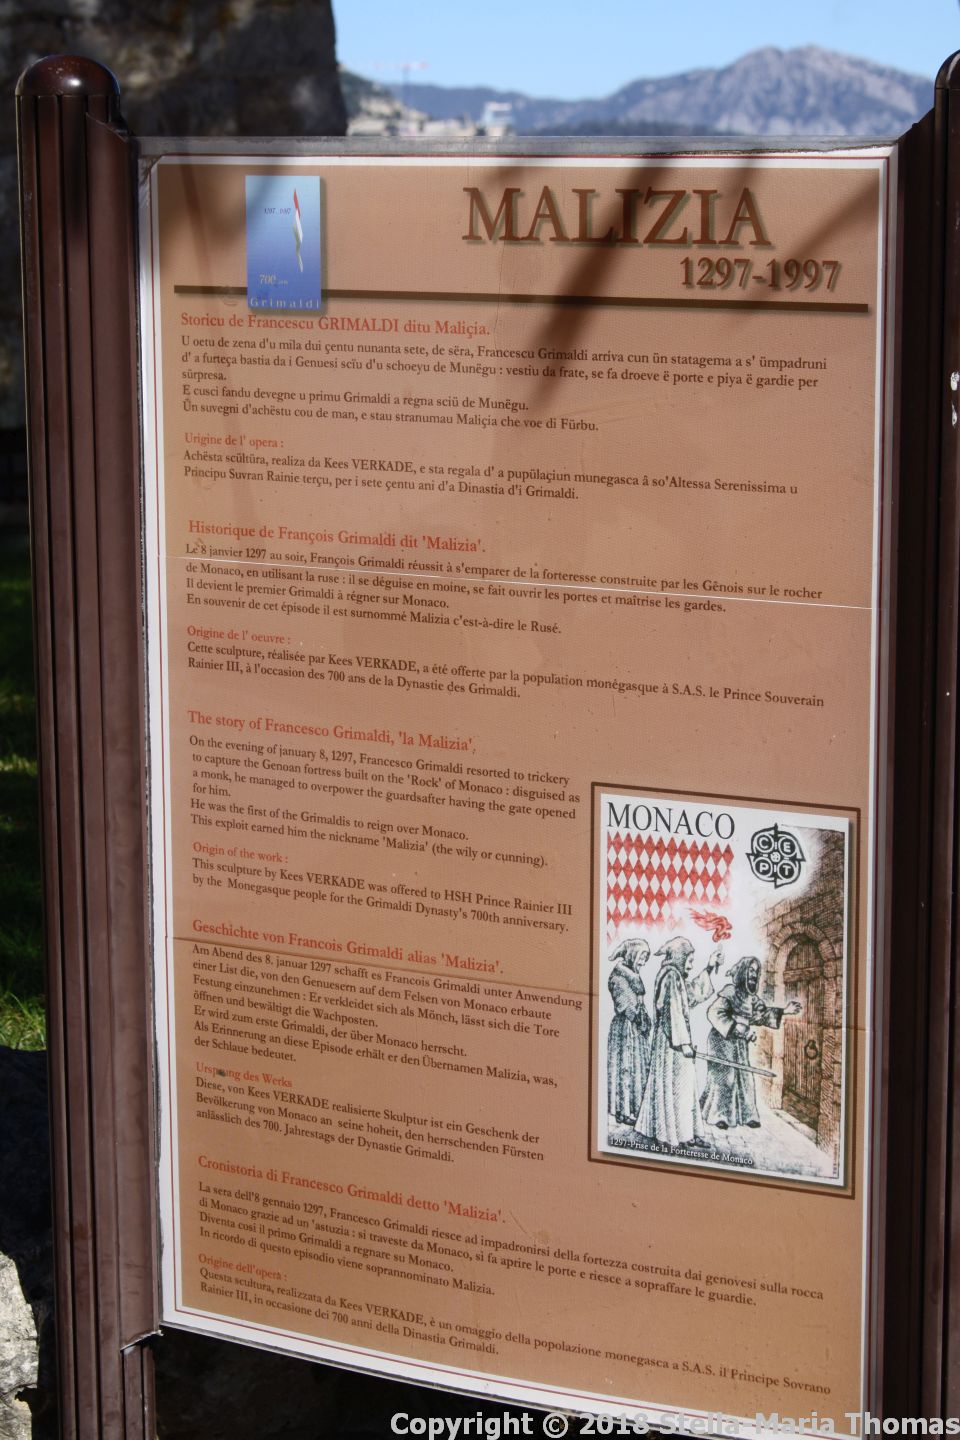 MALIZIA
1297-1997
1297 1997
700 ans
Grimaldi
Storicu de Francescu GRIMALDI ditu Maliçia.
U oetu de zena d'u mila dui çentu nunanta sete, de sëra, Francescu Grimaldi arriva cun ün statagema a s' ümpadruni
d' a furteça bastia da i Genuesi sciu d'u schoeyu de Munëgu : vestiu da frate, se fa droeve ë porte e piya ë gardie per
sürpresa.
E cusci fandu devegne u primu Grimaldi a regna sciü de Munëgu.
Ün suvegni d'achëstu cou de man, e stau stranumau Maliçia che voe di Fürbu.
Urigine de l' opera :
Achësta scültüra, realiza da Kees VERKADE, e sta regala d' a pupülaçiun munegasca â so'Altessa Serenissima u
Principu Suvran Rainie terçu, per i sete çentu ani d'a Dinastia d'i Grimaldi.
Historique de François Grimaldi dit 'Malizia'.
Le 8 janvier 1297 au soir, François Grimaldi réussit à s'emparer de la forteresse construite par les Gênois sur le rocher
de Monaco, en utilisant la ruse : il se déguise en moine, se fait ouvrir les portes et maîtrise les gardes.
Il devient le premier Grimaldi à régner sur Monaco.
En souvenir de cet épisode il est surnommé Malizia c'est-à-dire le Rusé.
Origine de l' oeuvre :
Cette sculpture, réalisée par Kees VERKADE, a été offerte par la population monégasque à S.A.S. le Prince Souverain
Rainier III, à l'occasion des 700 ans de la Dynastie des Grimaldi.
The story of Francesco Grimaldi, 'la Malizia'.
On the evening of january 8, 1297, Francesco Grimaldi resorted to trickery
to capture the Genoan fortress built on the 'Rock' of Monaco : disguised as
a monk, he managed to overpower the guardsafter having the gate opened
for him.
He was the first of the Grimaldis to reign over Monaco.
This exploit earned him the nickname 'Malizia' (the wily or cunning).
Origin of the work :
This sculpture by Kees VERKADE was offered to HSH Prince Rainier III
by the Monegasque people for the Grimaldi Dynasty's 700th anniversary.
Geschichte von Francois Grimaldi alias 'Malizia'.
Am Abend des 8. januar 1297 schafft es Francois Grimaldi unter Anwendung
einer List die, von den Genuesern auf dem Felsen von Monaco erbaute
Festung einzunehmen : Er verkleidet sich als Mönch, lässt sich die Tore
öffnen und bewältigt die Wachposten.
Er wird zum erste Grimaldi, der über Monaco herrscht.
Als Erinnerung an diese Episode erhält er den Übernamen Malizia, was,
der Schlaue bedeutet.
Ursprung des Werks
Diese, von Kees VERKADE realisierte Skulptur ist ein Geschenk der
Bevölkerung von Monaco an seine hoheit, den herrschenden Fürsten
anlässlich des 700. Jahrestags der Dynastie Grimaldi.
MONACO
CEPT
1297-Prise de la Forteresse de Monaco
Cronistoria di Francesco Grimaldi detto 'Malizia'.
La sera dell'8 gennaio 1297, Francesco Grimaldi riesce ad impadronirsi della fortezza costruita dai genovesi sulla rocca
di Monaco grazie ad un 'astuzia : si traveste da Monaco, si fa aprire le porte e riesce a sopraffare le guardie.
Diventa così il primo Grimaldi a regnare su Monaco.
In ricordo di questo episodio viene soprannominato Malizia.
Origine dell'opera :
Questa scultura, realizzata da Kees VERKADE, è un omaggio della popolazione monegasca a S.A.S. il Principe Sovrano
Rainier III, in occasione dei 700 anni della Dinastia Grimaldi.
Copyright © 2018 Stella-Maria Thomas